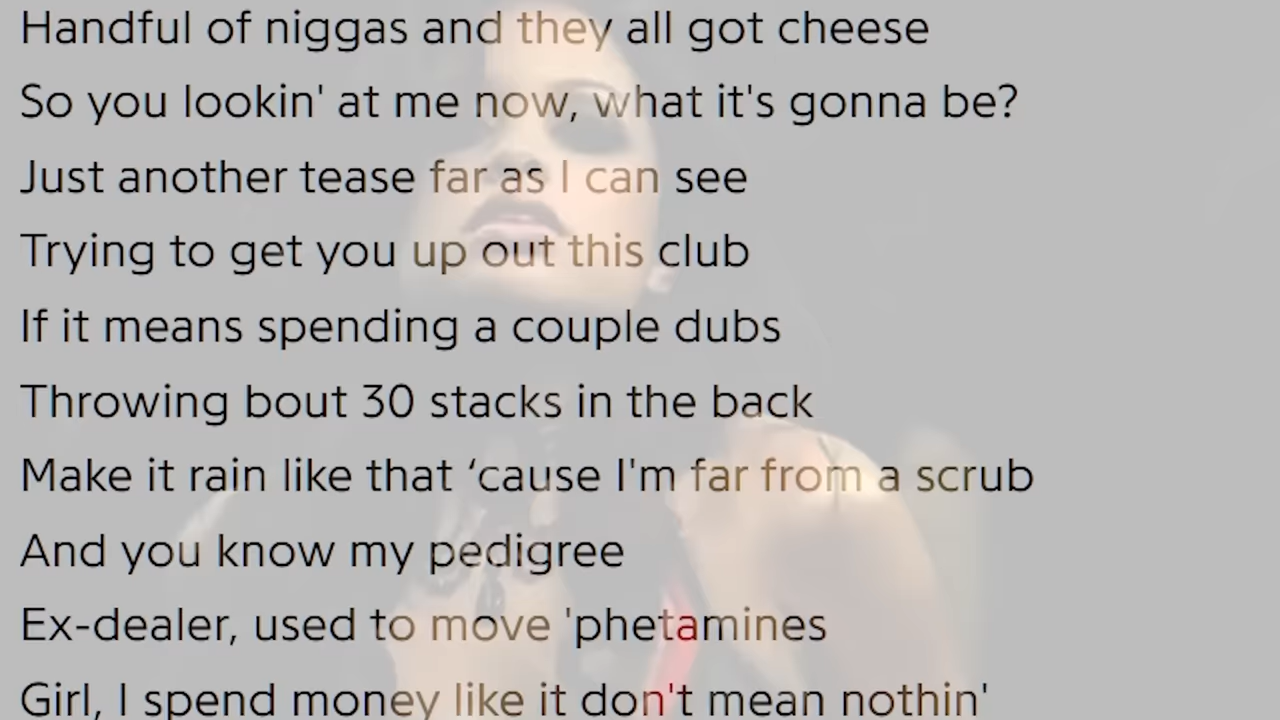 Handful of niggas and they all got cheese
So you lookin' at me now, what it's gonna be?
Just another tease far as I can see
Trying to get you up out this club
If it means spending a couple dubs
Throwing bout 30 stacks in the back
Make it rain like that ‘cause I'm far from a scrub
And you know my pedigree
Ex-dealer, used to move 'phetamines
Girl, I spend money like it don't mean nothin'